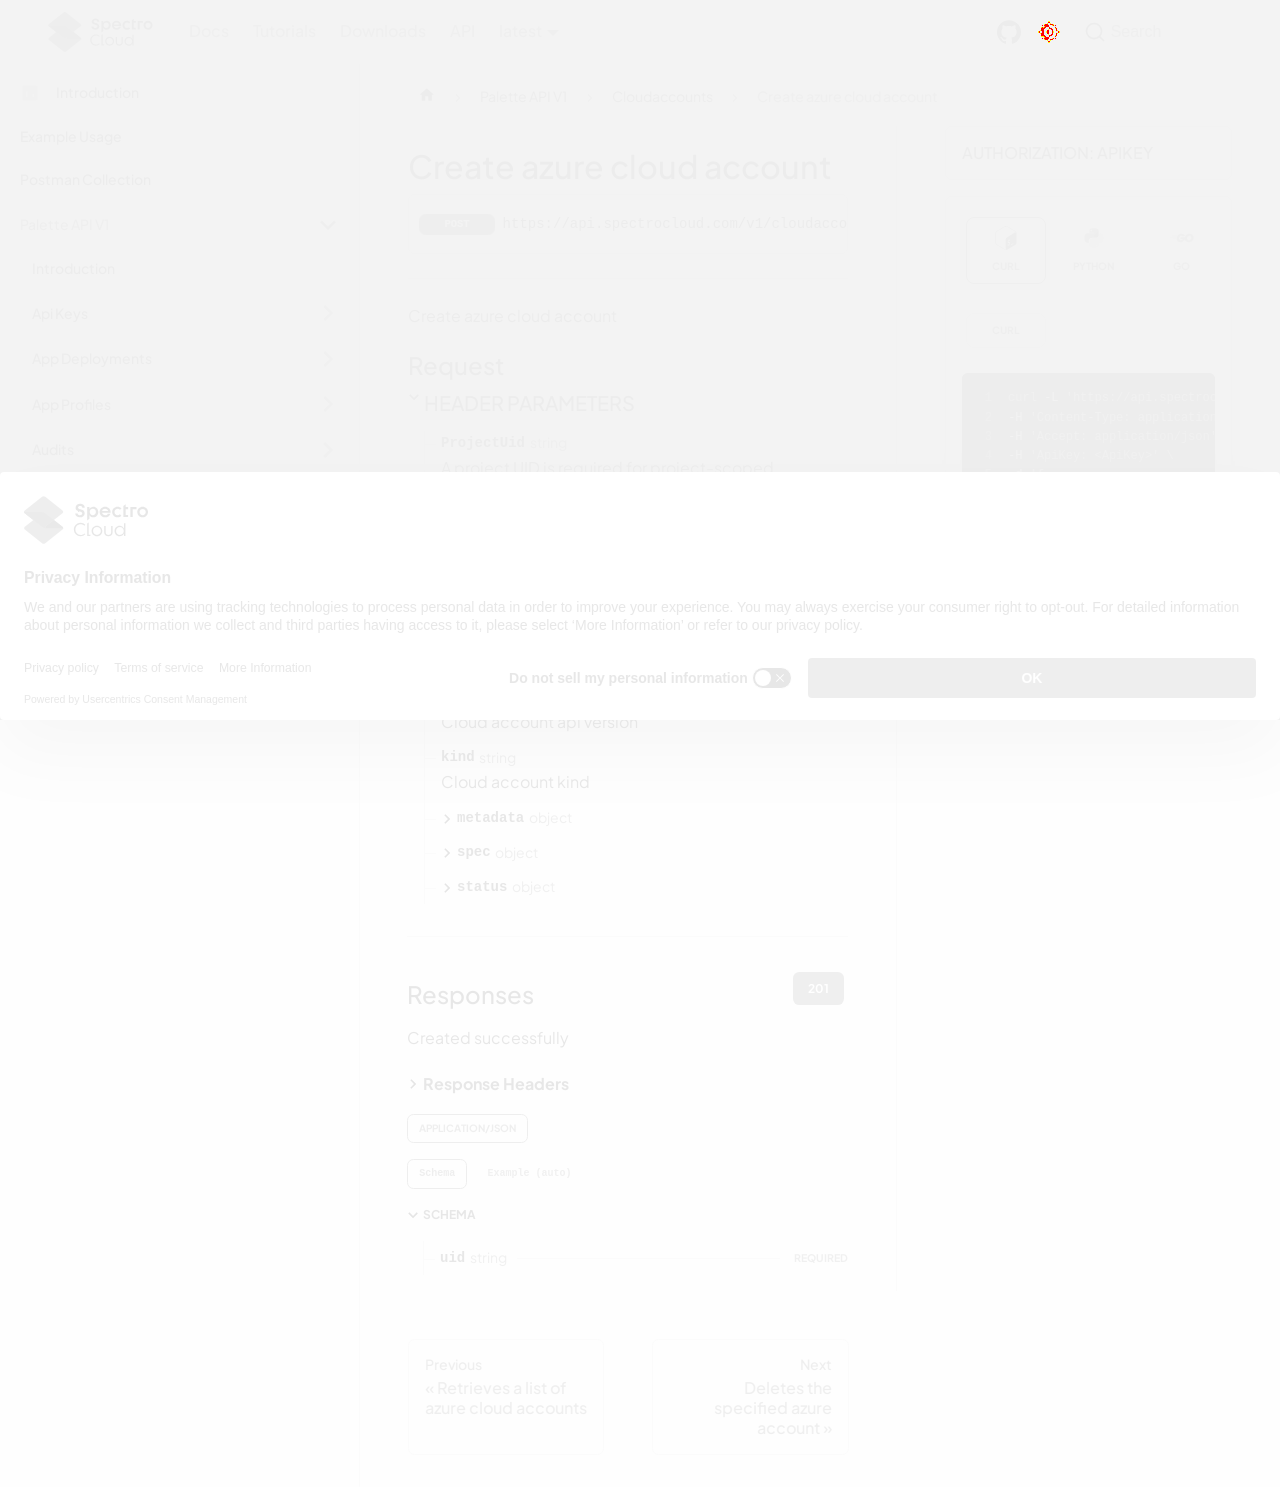 Spectro Cloud
Docs Tutorials Downloads API latest
Search
Introduction
Example Usage
Postman Collection
Palette API V1
Introduction
Api Keys
App Deployments
App Profiles
Audits
Palette API V1 Cloudaccounts Create azure cloud account
Create azure cloud account
POST https://api.spectrocloud.com/v1/cloudaccou
Create azure cloud account
Request
HEADER PARAMETERS
ProjectUid string
A project UID is required for project-scoped
AUTHORIZATION: APIKEY
CURL PYTHON GO
CURL
Spectro Cloud
Privacy Information
We and our partners are using tracking technologies to process personal data in order to improve your experience. You may always exercise your consumer right to opt-out. For detailed information
about personal information we collect and third parties having access to it, please select 'More Information' or refer to our privacy policy.
Privacy policy Terms of service More Information
Powered by Usercentrics Consent Management
Do not sell my personal information
OK
Cloud account api version
kind string
Cloud account kind
metadata object
spec object
status object
Responses
201
Created successfully
Response Headers
APPLICATION/JSON
Schema Example (auto)
SCHEMA
uid string REQUIRED
Previous
« Retrieves a list of
azure cloud accounts
Next
Deletes the
specified azure
account »